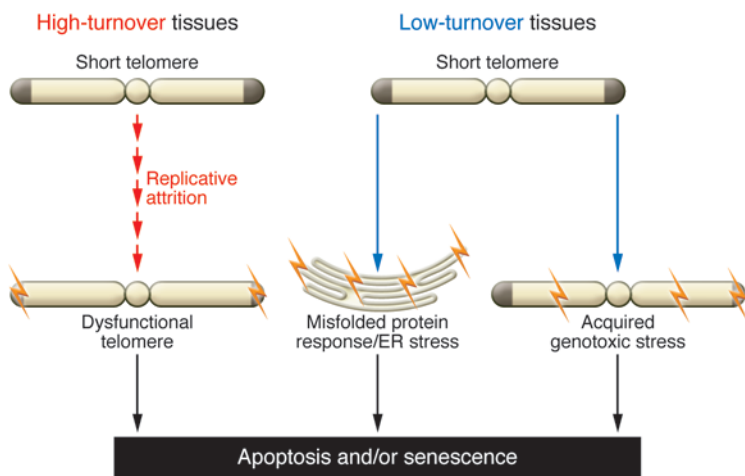 High-turnover tissues
Low-turnover tissues
Short telomere
Short telomere
Replicative
attrition
Dysfunctional
telomere
Misfolded protein
response/ER stress
Acquired
genotoxic stress
Apoptosis and/or senescence